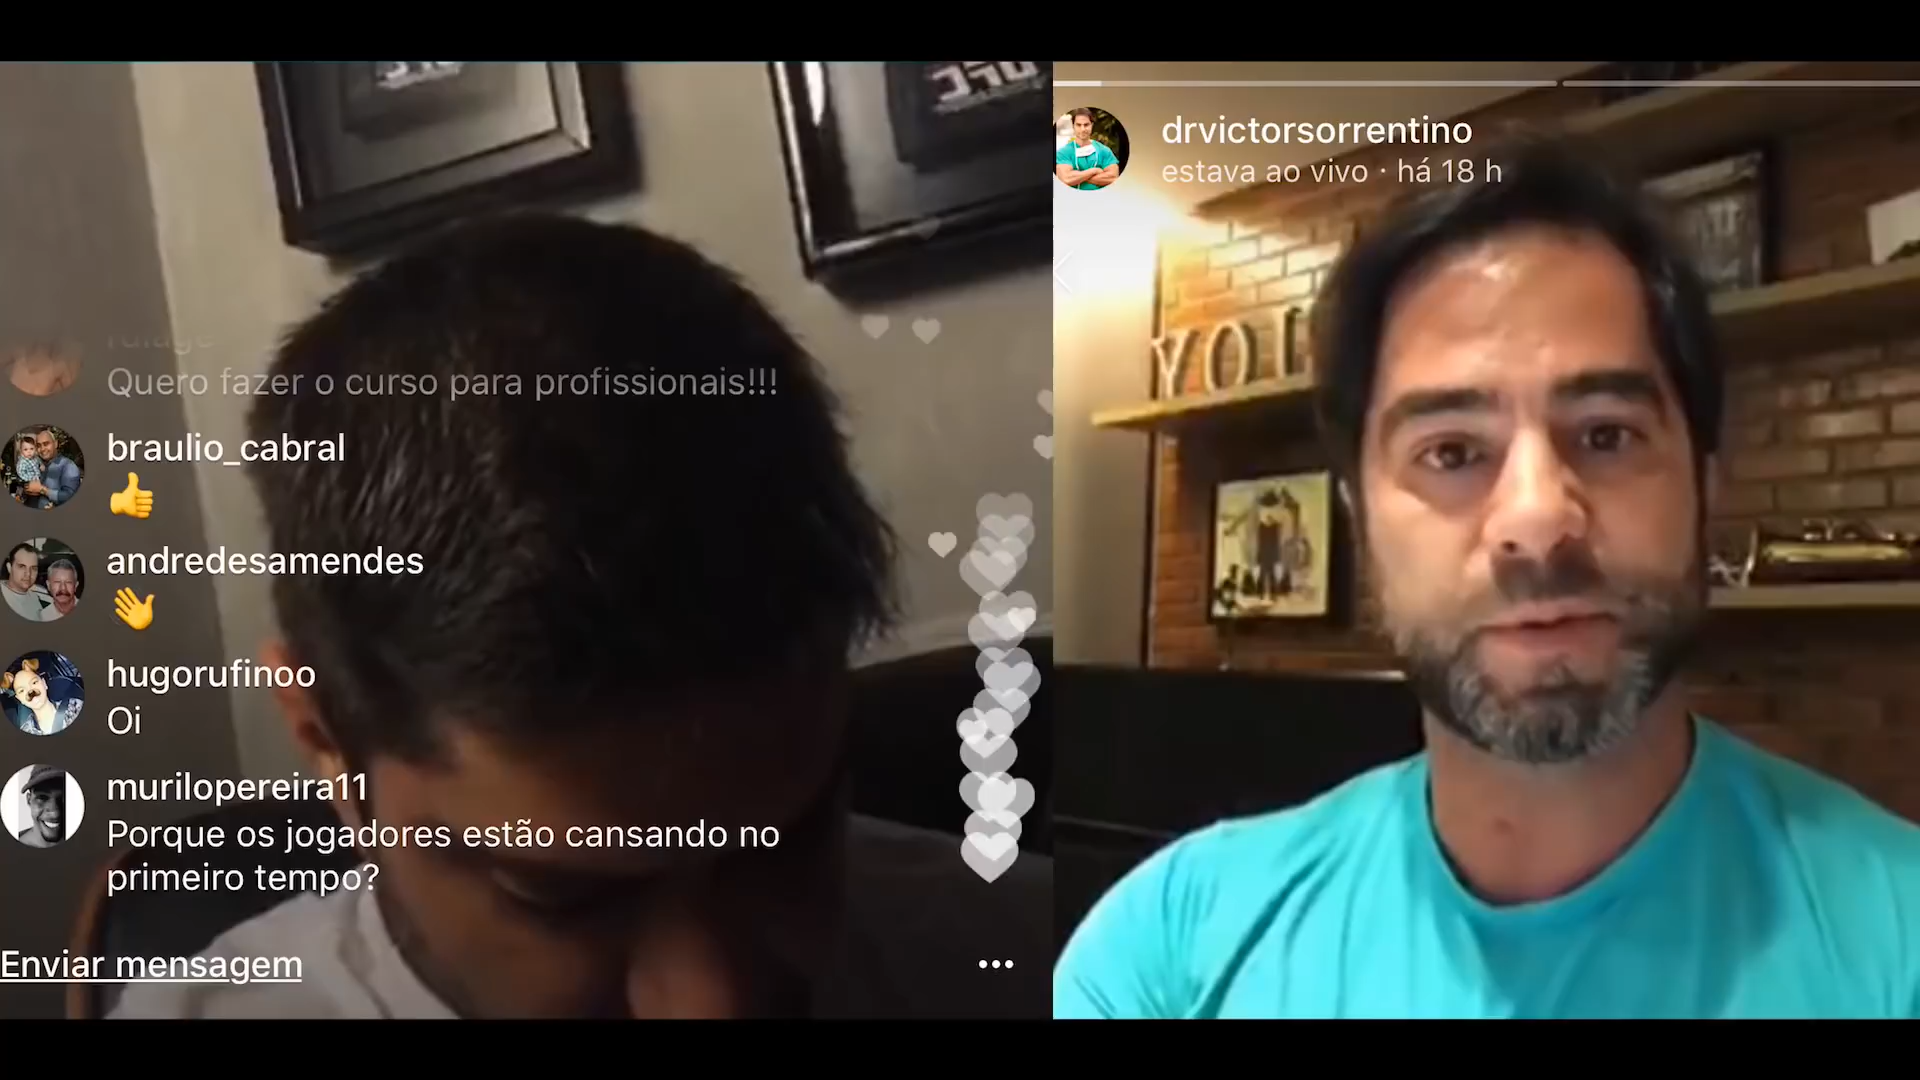 Quero fazer o curso para profissionais!!!
braulio_cabral
👍
andredesamendes
👋
hugorufinoo
Oi
murilopereira11
Porque os jogadores estão cansando no
primeiro tempo?
Enviar mensagem
drvictorsorrentino
estava ao vivo · há 18 h